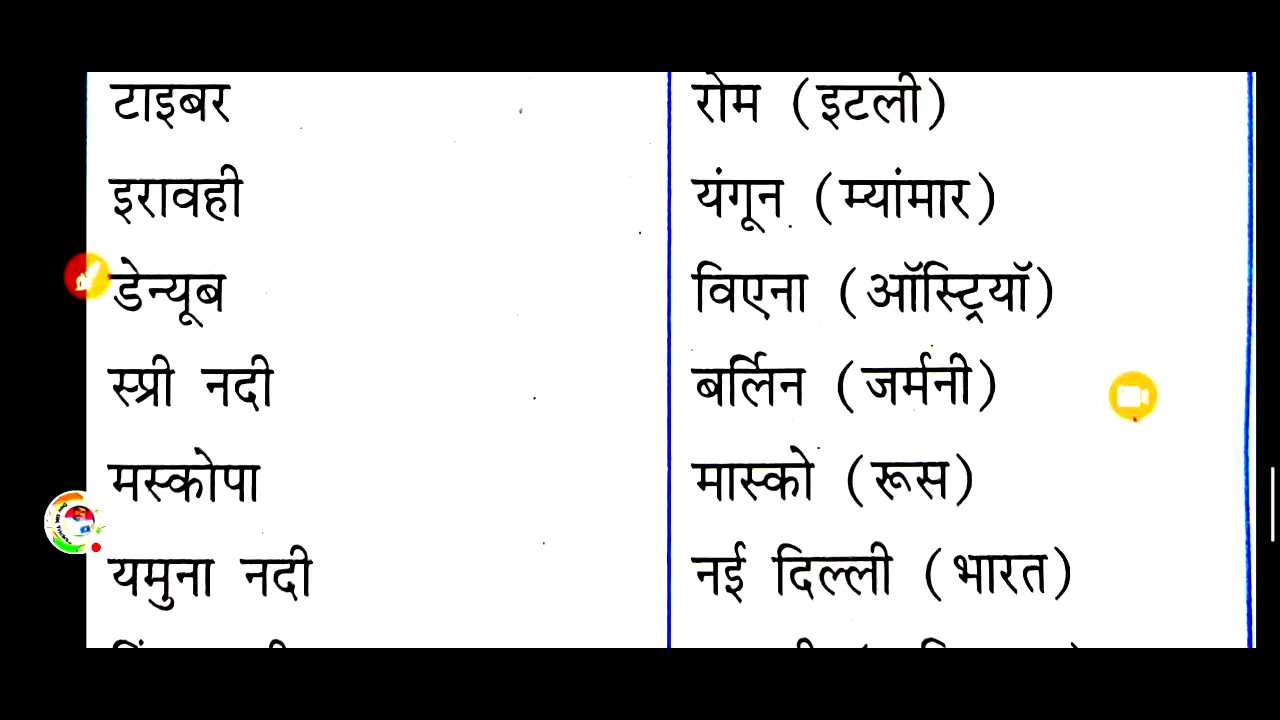 टाइबर रोम (इटली)
इरावही यंगून (म्यांमार)
डेन्यूब विएना (ऑस्ट्रियॉ)
स्प्री नदी बर्लिन (जर्मनी)
मस्कोपा मास्को (रूस)
यमुना नदी नई दिल्ली (भारत)